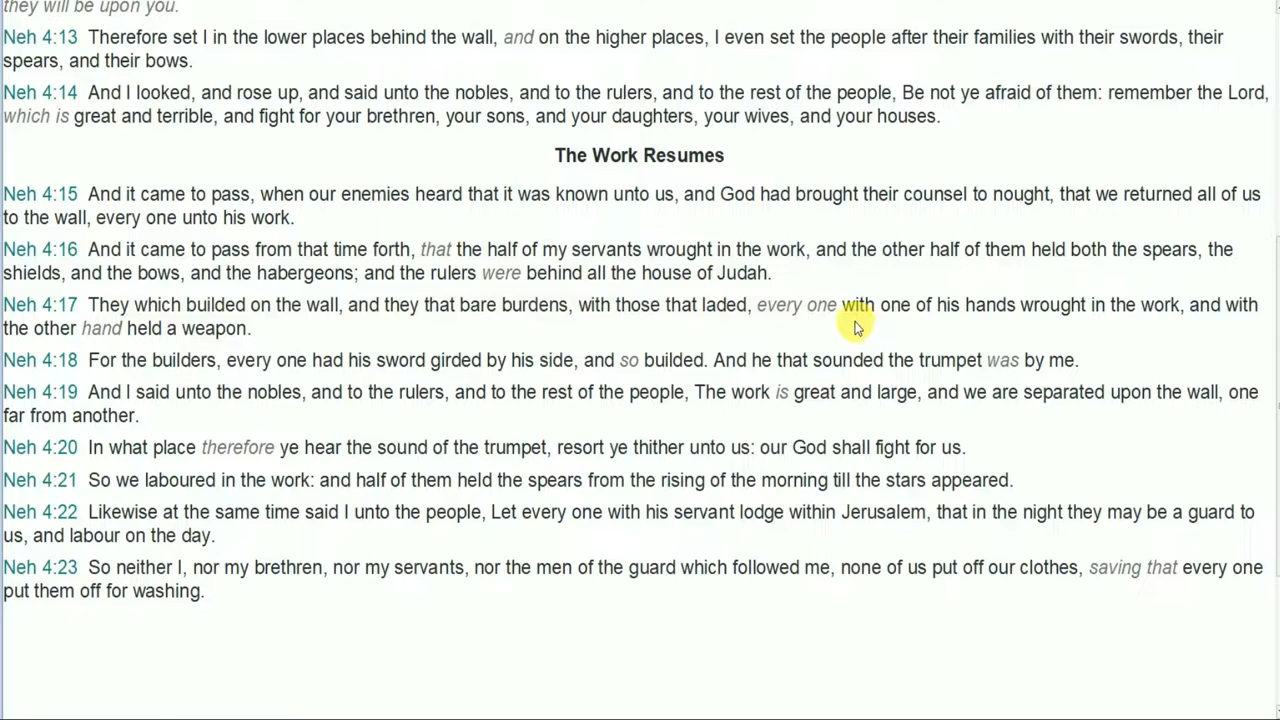 they will be upon you.
Neh 4:13 Therefore set I in the lower places behind the wall, and on the higher places, I even set the people after their families with their swords, their
spears, and their bows.
Neh 4:14 And I looked, and rose up, and said unto the nobles, and to the rulers, and to the rest of the people, Be not ye afraid of them: remember the Lord,
which is great and terrible, and fight for your brethren, your sons, and your daughters, your wives, and your houses.
The Work Resumes
Neh 4:15 And it came to pass, when our enemies heard that it was known unto us, and God had brought their counsel to nought, that we returned all of us
to the wall, every one unto his work.
Neh 4:16 And it came to pass from that time forth, that the half of my servants wrought in the work, and the other half of them held both the spears, the
shields, and the bows, and the habergeons; and the rulers were behind all the house of Judah.
Neh 4:17 They which builded on the wall, and they that bare burdens, with those that laded, every one with one of his hands wrought in the work, and with
the other hand held a weapon.
Neh 4:18 For the builders, every one had his sword girded by his side, and so builded. And he that sounded the trumpet was by me.
Neh 4:19 And I said unto the nobles, and to the rulers, and to the rest of the people, The work is great and large, and we are separated upon the wall, one
far from another.
Neh 4:20 In what place therefore ye hear the sound of the trumpet, resort ye thither unto us: our God shall fight for us.
Neh 4:21 So we laboured in the work: and half of them held the spears from the rising of the morning till the stars appeared.
Neh 4:22 Likewise at the same time said I unto the people, Let every one with his servant lodge within Jerusalem, that in the night they may be a guard to
us, and labour on the day.
Neh 4:23 So neither I, nor my brethren, nor my servants, nor the men of the guard which followed me, none of us put off our clothes, saving that every one
put them off for washing.